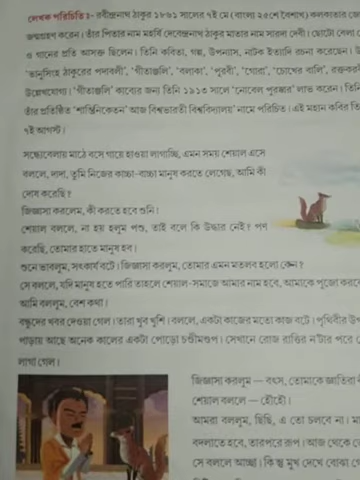 লেখক পরিচিতি ঃ- রবীন্দ্রনাথ ঠাকুর ১৮৬১ সালের ৭ই মে (বাংলা ২৫শে বৈশাখ) কলকাতার জো
জন্মগ্রহণ করেন। তাঁর পিতার নাম মহর্ষি দেবেন্দ্রনাথ ঠাকুর মাতার নাম সারদা দেবী। ছোটো বেলা
ও গানের প্রতি আসক্ত ছিলেন। তিনি কবিতা, গল্প, উপন্যাস, নাটক ইত্যাদি রচনা করেছেন।
'ভানুসিংহ ঠাকুরের পদাবলী', 'গীতাঞ্জলি', 'বলাকা', 'পূরবী', 'গোরা', 'চোখের বালি', রক্তকরবী
উল্লেখযোগ্য। 'গীতাঞ্জলি' কাব্যের জন্য তিনি ১৯১৩ সালে 'নোবেল পুরস্কার' লাভ করেন। তিনি
তাঁর প্রতিষ্ঠিত 'শান্তিনিকেতন' আজ বিশ্বভারতী বিশ্ববিদ্যালয়' নামে পরিচিত। এই মহান কবির তি
৭ই আগস্ট।
সন্ধ্যেবেলায় মাঠে বসে গায়ে হাওয়া লাগাচ্ছি, এমন সময় শেয়াল এসে
বললে, দাদা, তুমি নিজের কাচ্চা-বাচ্চা মানুষ করতে লেগেছ, আমি কী
দোষ করেছি?
জিজ্ঞাসা করলেম, কী করতে হবে শুনি।
শেয়াল বললে, না হয় হলুম পশু, তাই বলে কি উদ্ধার নেই? পণ
করেছি, তোমার হাতে মানুষ হব।
শুনে ভাবলুম, সৎকার্য বটে। জিজ্ঞাসা করলুম, তোমার এমন মতলব হলো কেন?
সে বললে, যদি মানুষ হতে পারি তাহলে শেয়াল-সমাজে আমার নাম হবে, আমাকে পুজো করবে
আমি বললুম, বেশ কথা।
বন্ধুদের খবর দেওয়া গেল। তারা খুব খুশি। বললে, একটা কাজের মতো কাজ বটে। পৃথিবীর উপ
পাড়ায় আছে অনেক কালের একটা পোড়ো চণ্ডীমণ্ডপ। সেখানে রোজ রাত্তির ন'টার পরে
লাগা গেল।
জিজ্ঞাসা করলুম — বৎস, তোমাকে জ্ঞাতিরা
শেয়াল বললে — হৌহৌ।
আমরা বললুম, ছিছি, এ তো চলবে না।
বদলাতে হবে, তারপরে রূপ। আজ থেকে
সে বললে আচ্ছা। কিন্তু মুখ দেখে বোঝা